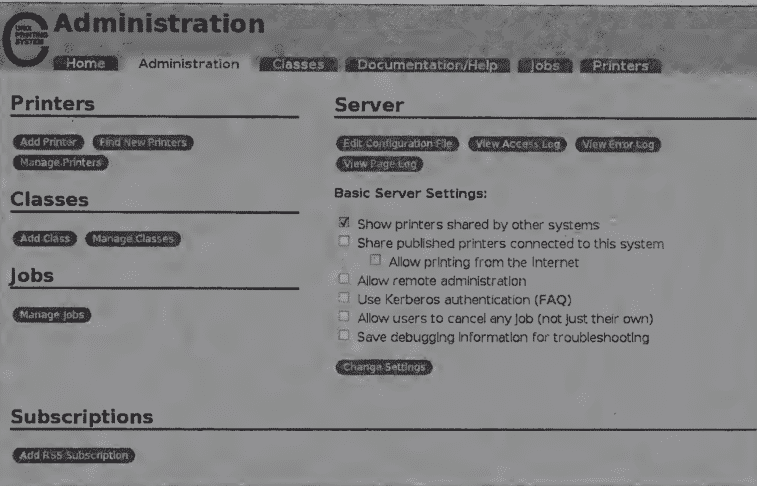 UNIX
PRINTING
SYSTEM
Administration
Home Administration Classes Documentation/Help Jobs Printers
Printers
Add Printer Find New Printers
Manage Printers
Classes
Add Class Manage Classes
Jobs
Manage Jobs
Server
Edit Configuration File View Access Log View Error Log
View Page Log
Basic Server Settings:
Show printers shared by other systems
Share published printers connected to this system
Allow printing from the Internet
Allow remote administration
Use Kerberos authentication (FAQ)
Allow users to cancel any job (not just their own)
Save debugging information for troubleshooting
Change Settings
Subscriptions
Add RSS Subscription